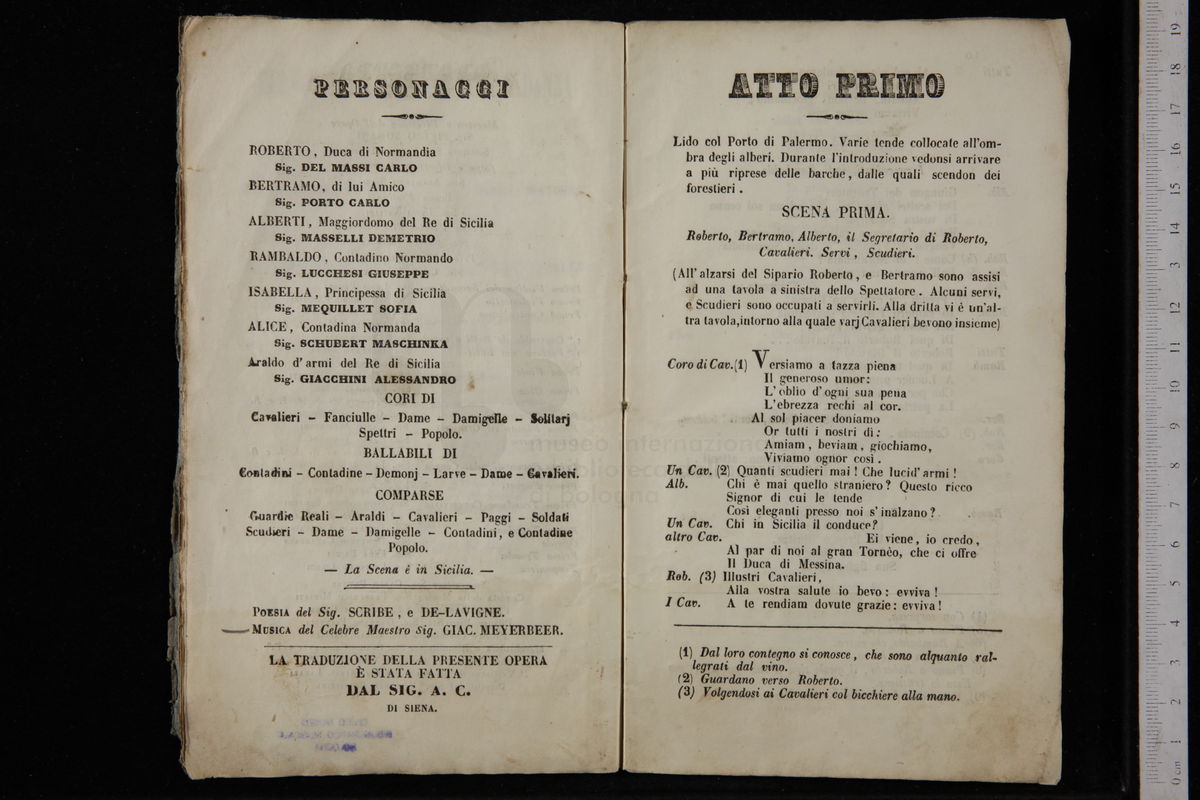 PERSONAGGI
ROBERTO, Duca di Normandia
Sig. DEL MASSI CARLO
BERTRAMO, di lui Amico
Sig. PORTO CARLO
ALBERTI, Maggiordomo del Re di Sicilia
Sig. MASSELLI DEMETRIO
RAMBALDO, Contadino Normando
Sig. LUCCHESI GIUSEPPE
ISABELLA, Principessa di Sicilia
Sig. MEQUILLET SOFIA
ALICE, Contadina Normanda
Sig. SCHUBERT MASCHINKA
Araldo d'armi del Re di Sicilia
Sig. GIACCHINI ALESSANDRO
CORI DI
Cavalieri – Fanciulle – Dame – Damigelle – Solitarj
Spettri – Popolo.
BALLABILI DI
Contadini – Contadine – Demonj – Larve – Dame – Cavalieri.
COMPARSE
Guardie Reali – Araldi – Cavalieri – Paggi – Soldati
Scudieri – Dame – Damigelle – Contadini, e Contadine
Popolo.
— La Scena è in Sicilia. —
POESIA del Sig. SCRIBE, e DE-LAVIGNE.
MUSICA del Celebre Maestro Sig. GIAC. MEYERBEER.
LA TRADUZIONE DELLA PRESENTE OPERA
È STATA FATTA
DAL SIG. A. C.
DI SIENA.
ATTO PRIMO
Lido col Porto di Palermo. Varie tende collocate all'om-
bra degli alberi. Durante l'introduzione vedonsi arrivare
a più riprese delle barche, dalle quali scendon dei
forestieri.
SCENA PRIMA.
Roberto, Bertramo, Alberto, il Segretario di Roberto,
Cavalieri. Servi, Scudieri.
(All'alzarsi del Sipario Roberto, e Bertramo sono assisi
ad una tavola a sinistra dello Spettatore. Alcuni servi,
e Scudieri sono occupati a servirli. Alla dritta vi è un'al-
tra tavola, intorno alla quale varj Cavalieri bevono insieme)
Coro di Cav.(1) Versiamo a tazza piena
Il generoso umor:
L'oblio d'ogni sua pena
L'ebrezza rechi al cor.
Al sol piacer doniamo
Or tutti i nostri dì:
Amiam, beviam, giochiamo,
Viviamo ognor così.
Un Cav. (2) Quanti scudieri mai! Che lucid'armi!
Alb. Chi è mai quello straniero? Questo ricco
Signor di cui le tende
Così eleganti presso noi s'inalzano?
Un Cav. Chi in Sicilia il conduce?
altro Cav. Ei viene, io credo,
Al par di noi al gran Tornèo, che ci offre
Il Duca di Messina.
Rob. (3) Illustri Cavalieri,
Alla vostra salute io bevo: evviva!
I Cav. A te rendiam dovute grazie: evviva!
(1) Dal loro contegno si conosce, che sono alquanto ral-
legrati dal vino.
(2) Guardano verso Roberto.
(3) Volgendosi ai Cavalieri col bicchiere alla mano.